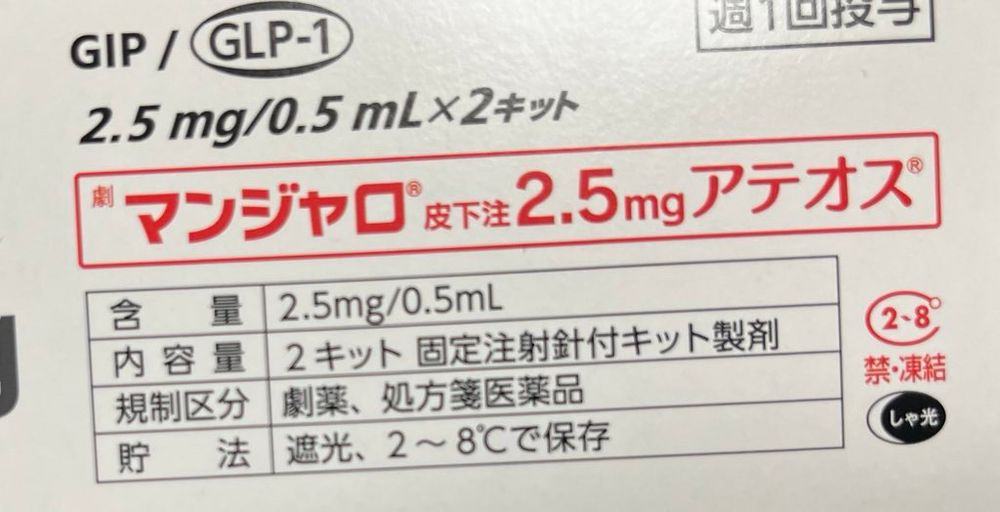 GIP / GLP-1
週1回投与
2.5 mg/0.5 mL×2キット
劇 マンジャロ® 皮下注2.5mgアテオス®
含量 2.5mg/0.5mL
内容量 2キット 固定注射針付キット製剤
規制区分 劇薬、処方箋医薬品
貯法 遮光、2～8℃で保存
2~8°
禁・凍結
しゃ光